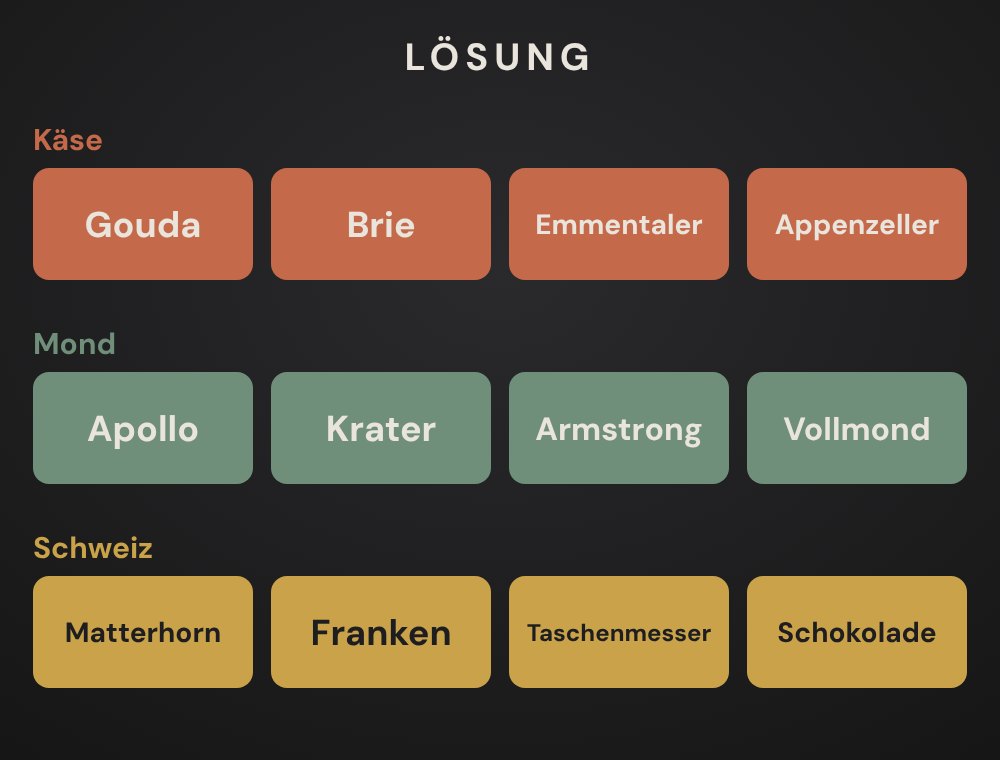 LÖSUNG
Käse
Gouda Brie Emmentaler Appenzeller
Mond
Apollo Krater Armstrong Vollmond
Schweiz
Matterhorn Franken Taschenmesser Schokolade